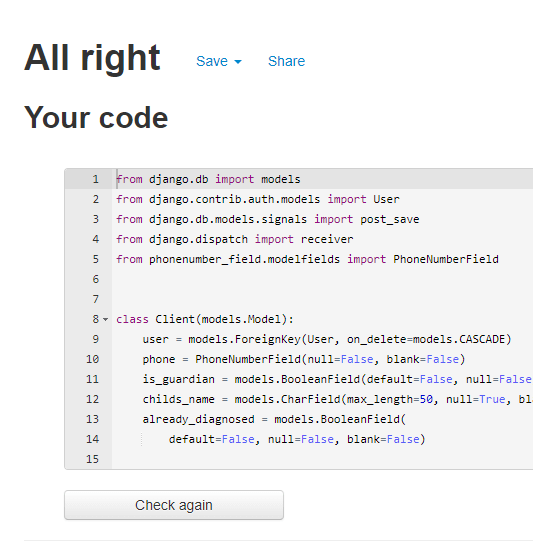 All right Save Share
Your code
1 from django.db import models
2 from django.contrib.auth.models import User
3 from django.db.models.signals import post_save
4 from django.dispatch import receiver
5 from phonenumber_field.modelfields import PhoneNumberField
6
7
8 class Client(models.Model):
9 user = models.ForeignKey(User, on_delete=models.CASCADE)
10 phone = PhoneNumberField(null=False, blank=False)
11 is_guardian = models.BooleanField(default=False, null=False
12 childs_name = models.CharField(max_length=50, null=True, bl
13 already_diagnosed = models.BooleanField(
14 default=False, null=False, blank=False)
15
Check again